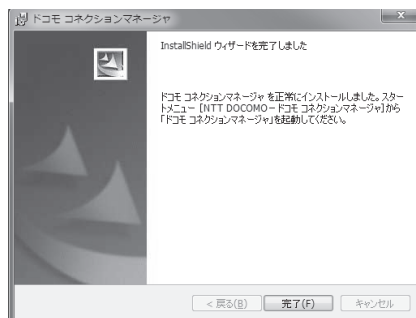 ドコモ コネクションマネージャ
InstallShield ウィザードを完了しました
ドコモ コネクションマネージャ を正常にインストールしました。スター
トメニュー [NTT DOCOMO－ドコモ コネクションマネージャ]から
「ドコモ コネクションマネージャ」を起動してください。
< 戻る(B)
完了(F)
キャンセル